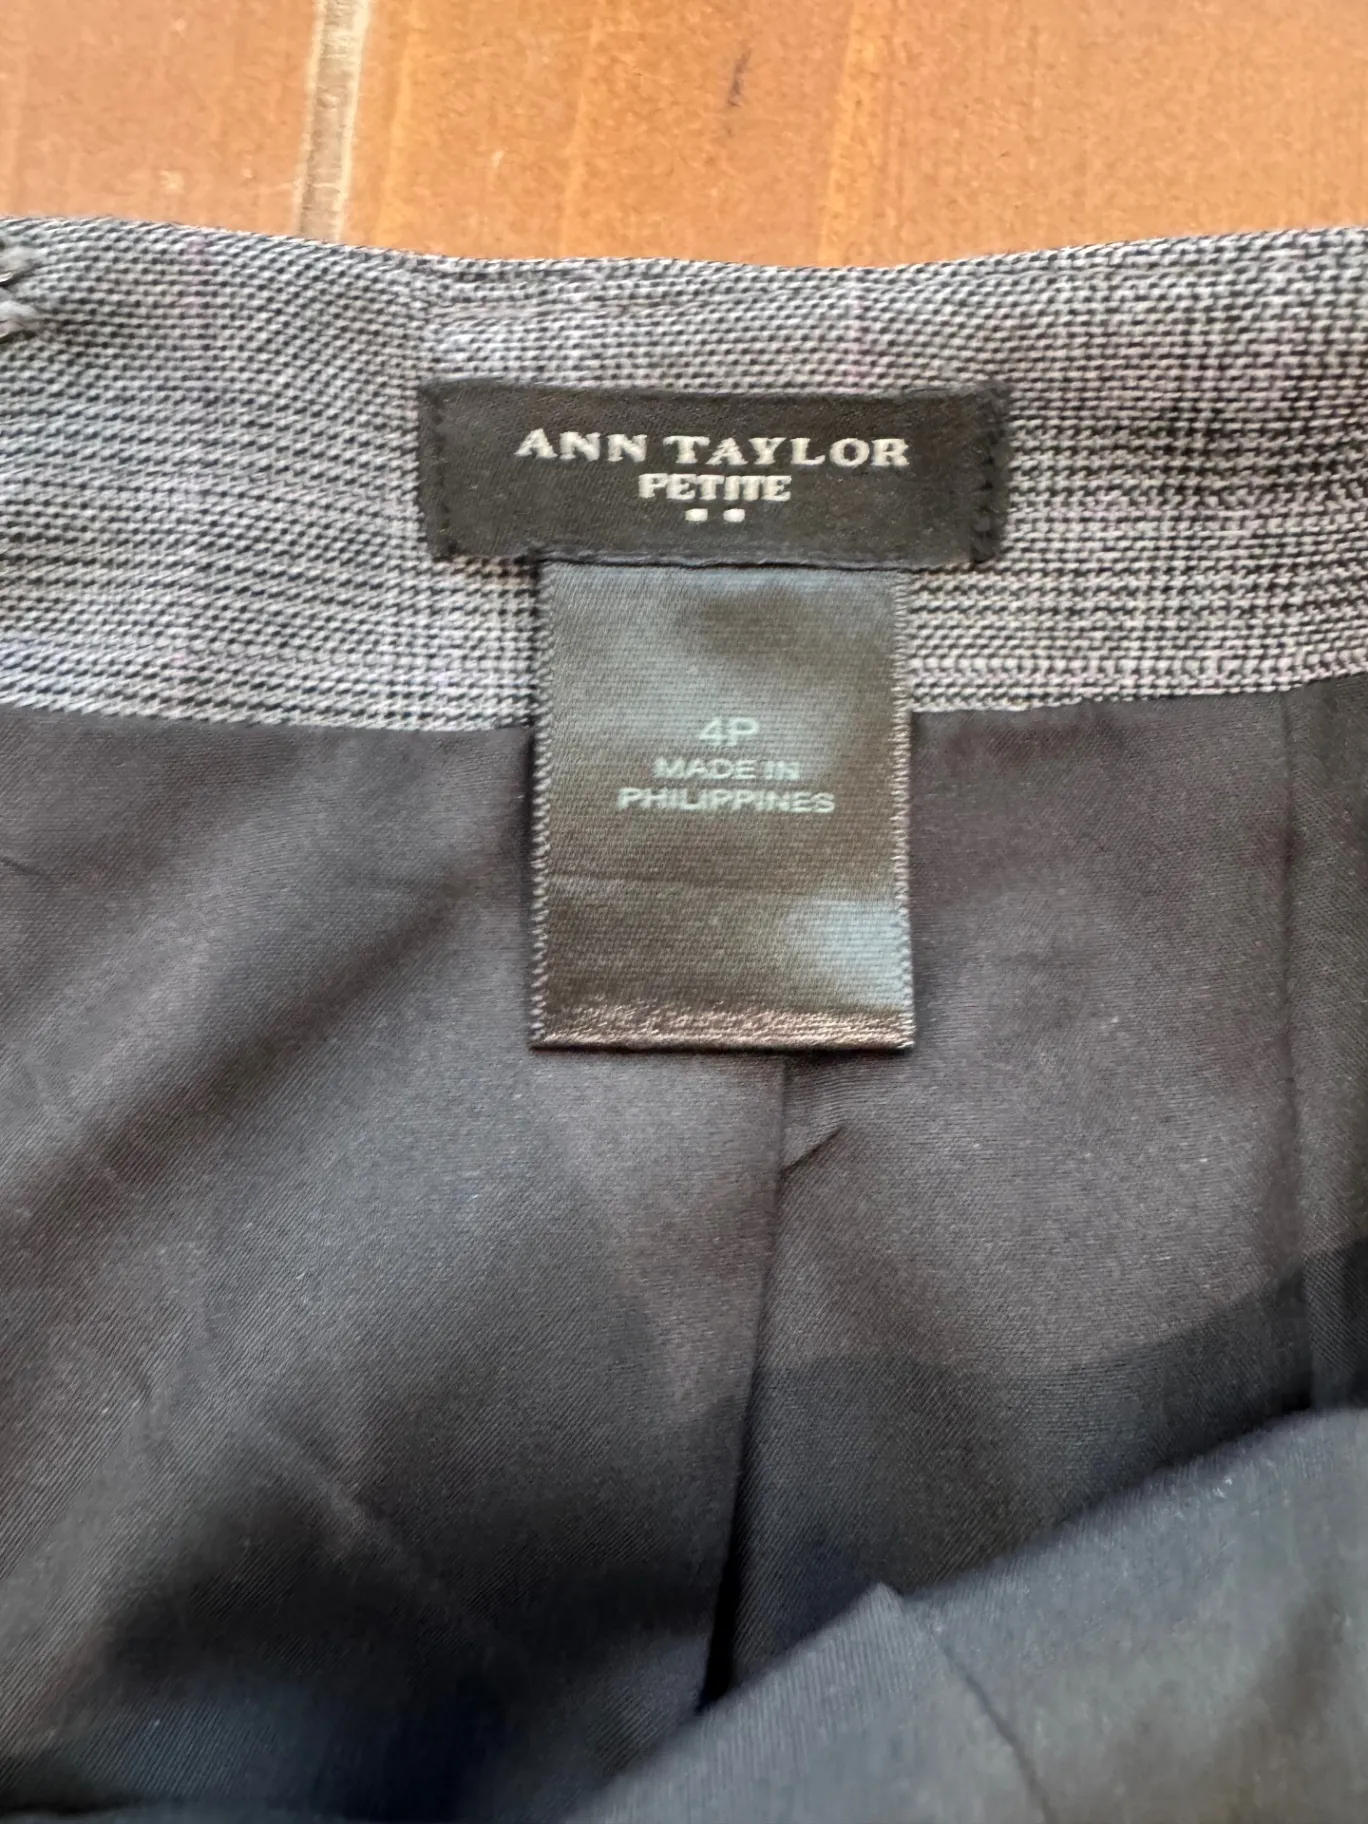 ANN TAYLOR
PETITE
4P
MADE IN
PHILIPPINES